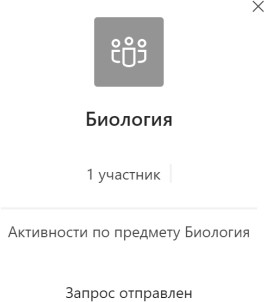 Биология
1 участник
Активности по предмету Биология
Запрос отправлен